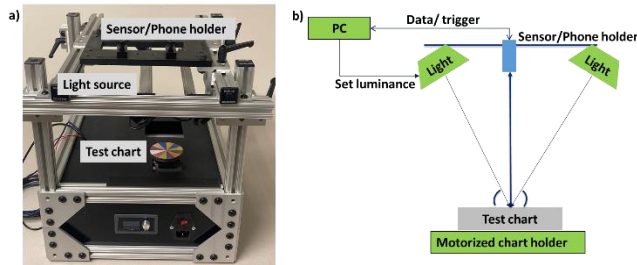 a)
Sensor/Phone holder
Light source
Test chart
b)
PC
Data/ trigger
Sensor/Phone holder
Light
Light
Set luminance
Test chart
Motorized chart holder